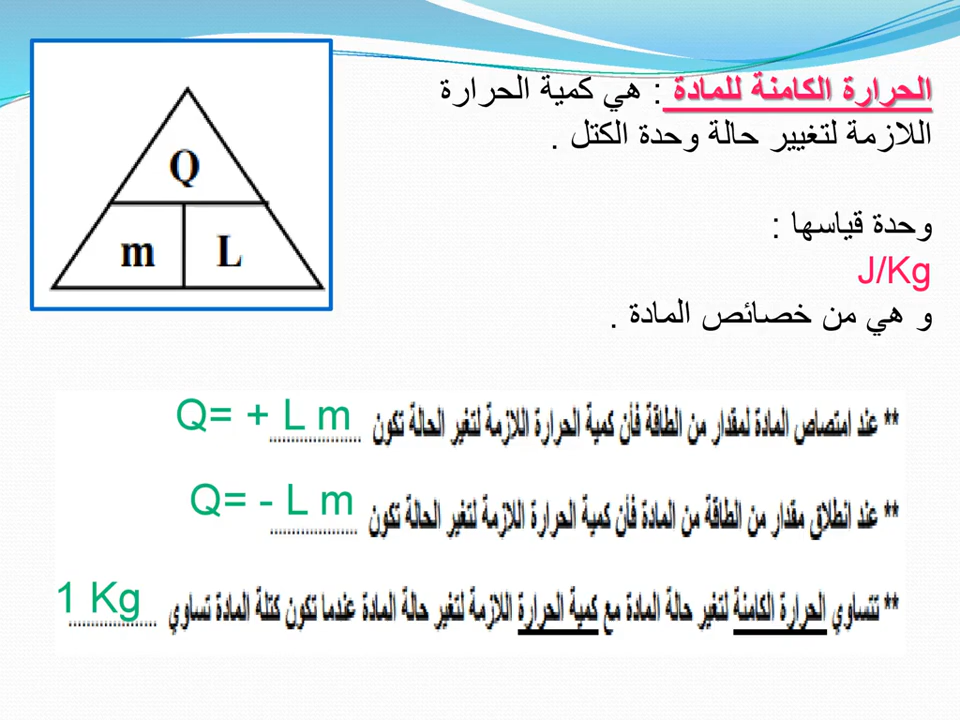 الحرارة الكامنة للمادة : هي كمية الحرارة
اللازمة لتغيير حالة وحدة الكتل .
وحدة قياسها :
J/Kg
و هي من خصائص المادة .
Q
m L
** عند امتصاص المادة لمقدار من الطاقة فأن كمية الحرارة اللازمة لتغير الحالة تكون Q= + L m
** عند انطلاق مقدار من الطاقة من المادة فأن كمية الحرارة اللازمة لتغير الحالة تكون Q= - L m
** تتساوي الحرارة الكامنة لتغير حالة المادة مع كمية الحرارة اللازمة لتغير حالة المادة عندما تكون كتلة المادة تساوي 1 Kg